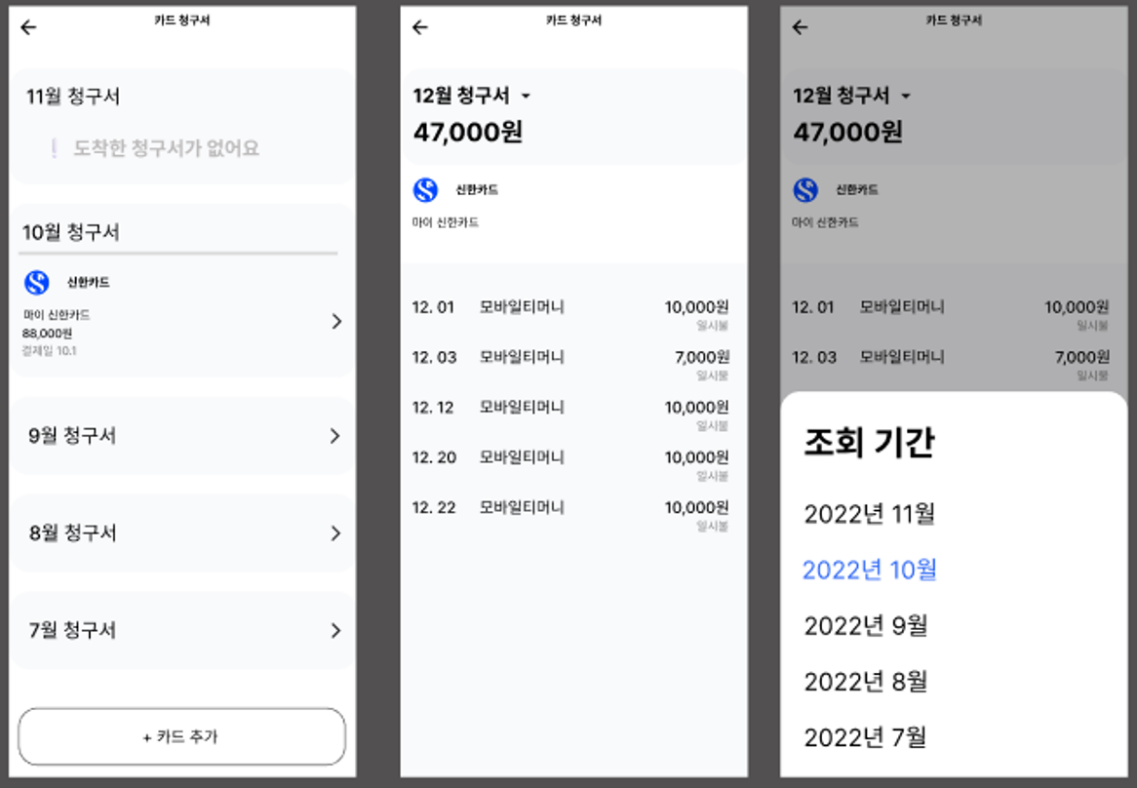 카드 청구서
11월 청구서
도착한 청구서가 없어요
10월 청구서
신한카드
마이 신한카드
88,000원
결제일 10.1
9월 청구서
8월 청구서
7월 청구서
+ 카드 추가
카드 청구서
12월 청구서
47,000원
신한카드
마이 신한카드
12. 01 모바일티머니 10,000원
일시불
12. 03 모바일티머니 7,000원
일시불
12. 12 모바일티머니 10,000원
일시불
12. 20 모바일티머니 10,000원
일시불
12. 22 모바일티머니 10,000원
일시불
카드 청구서
12월 청구서
47,000원
신한카드
마이 신한카드
12. 01 모바일티머니 10,000원
일시불
12. 03 모바일티머니 7,000원
일시불
조회 기간
2022년 11월
2022년 10월
2022년 9월
2022년 8월
2022년 7월